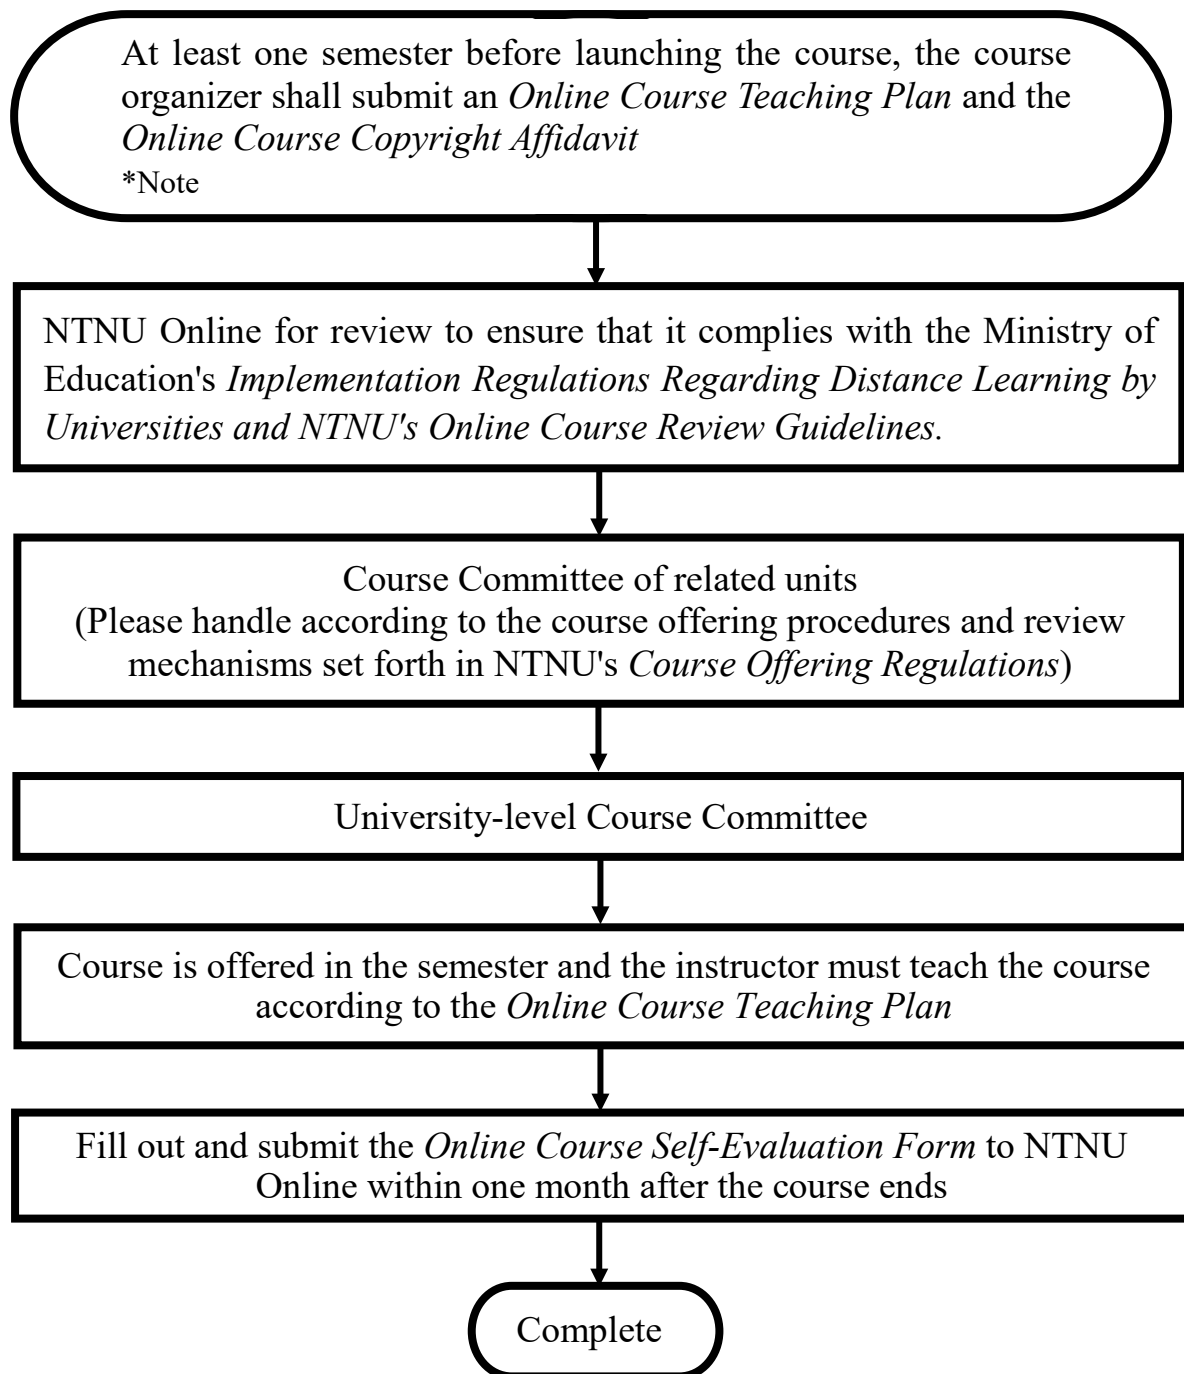 At least one semester before launching the course, the course
organizer shall submit an Online Course Teaching Plan and the
Online Course Copyright Affidavit
*Note
NTNU Online for review to ensure that it complies with the Ministry of
Education's Implementation Regulations Regarding Distance Learning by
Universities and NTNU's Online Course Review Guidelines.
Course Committee of related units
(Please handle according to the course offering procedures and review
mechanisms set forth in NTNU's Course Offering Regulations)
University-level Course Committee
Course is offered in the semester and the instructor must teach the course
according to the Online Course Teaching Plan
Fill out and submit the Online Course Self-Evaluation Form to NTNU
Online within one month after the course ends
Complete